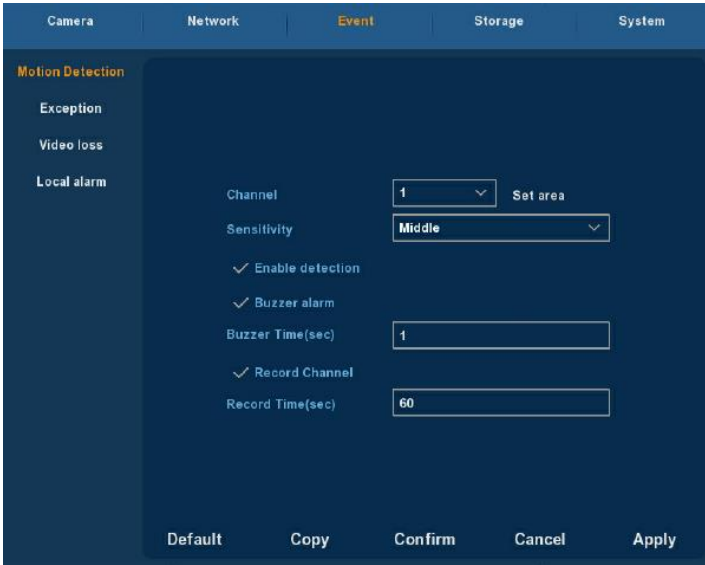 Camera Network Event Storage System
Motion Detection
Exception
Video loss
Local alarm
Channel 1 Set area
Sensitivity Middle
Enable detection
Buzzer alarm
Buzzer Time(sec) 1
Record Channel
Record Time(sec) 60
Default Copy Confirm Cancel Apply